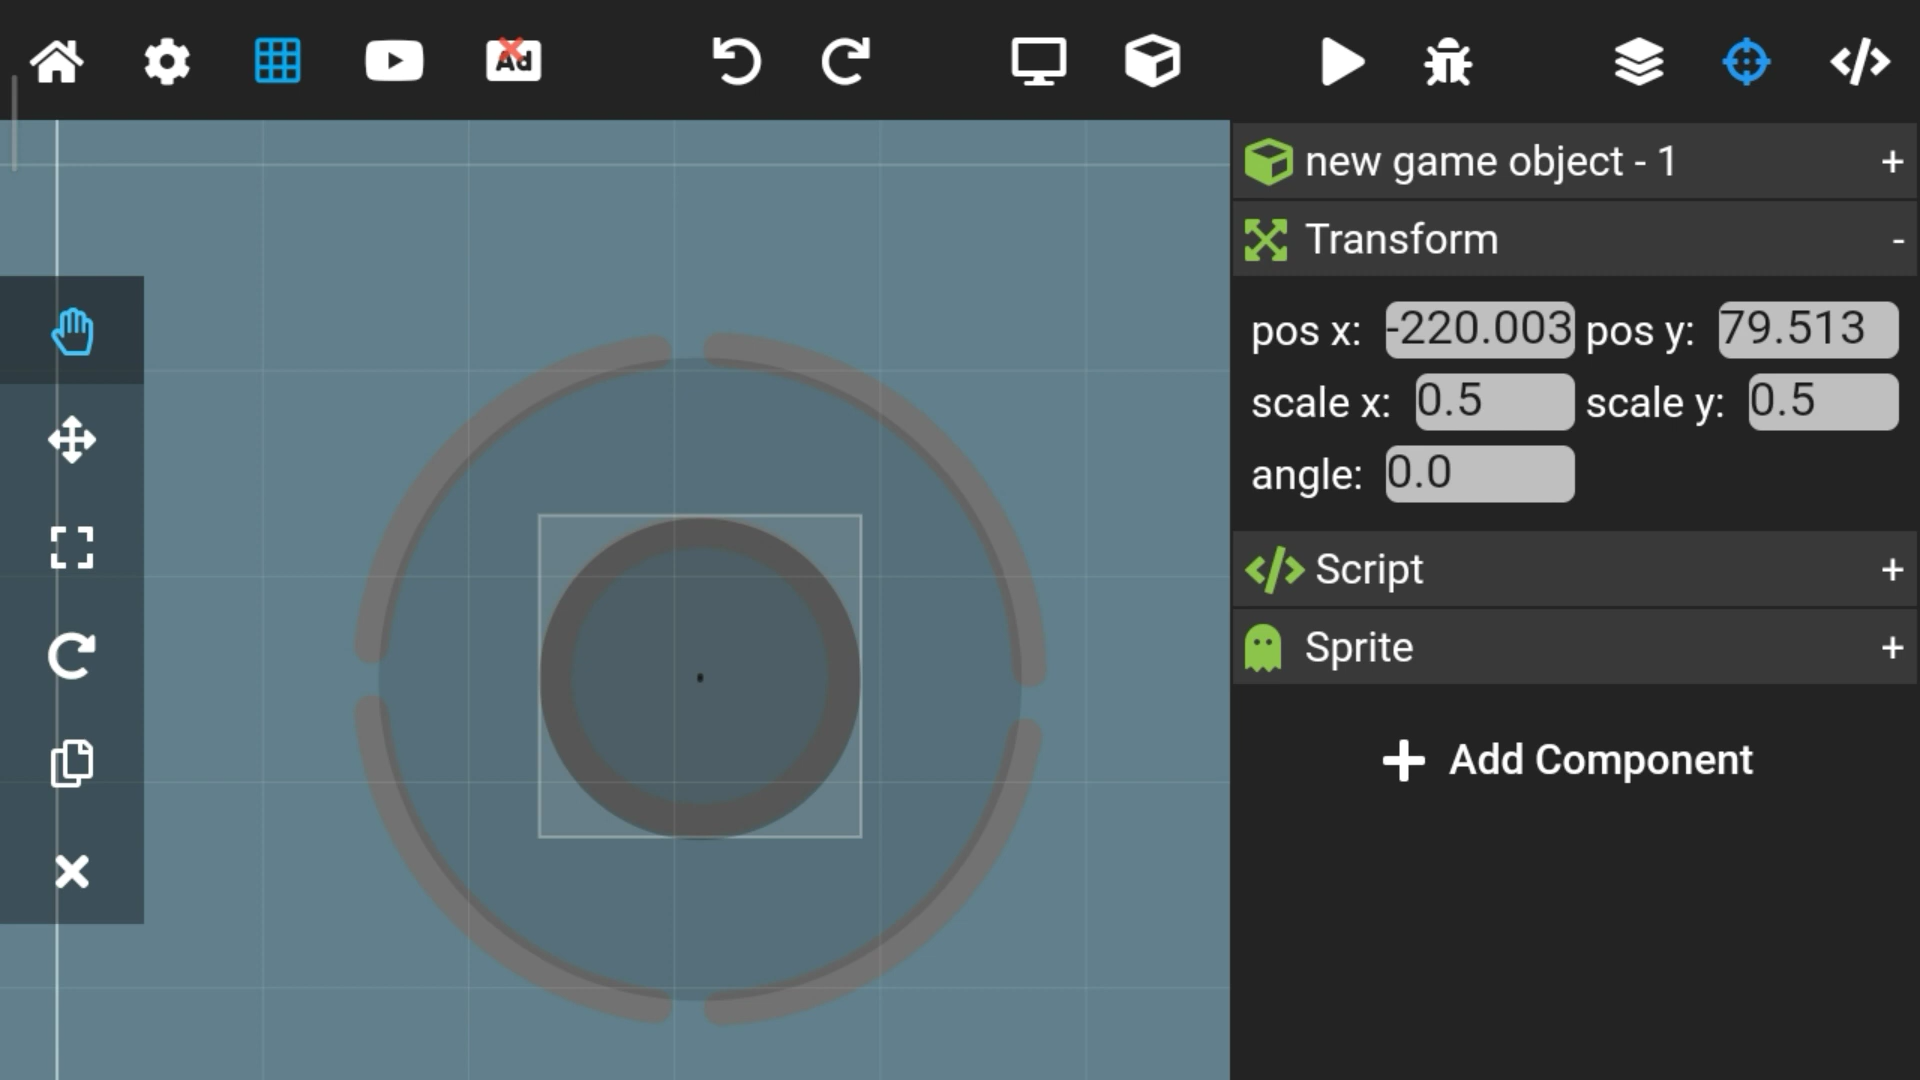 Ad
new game object - 1 +
Transform -
pos x: -220.003 pos y: 79.513
scale x: 0.5 scale y: 0.5
angle: 0.0
Script +
Sprite +
Add Component